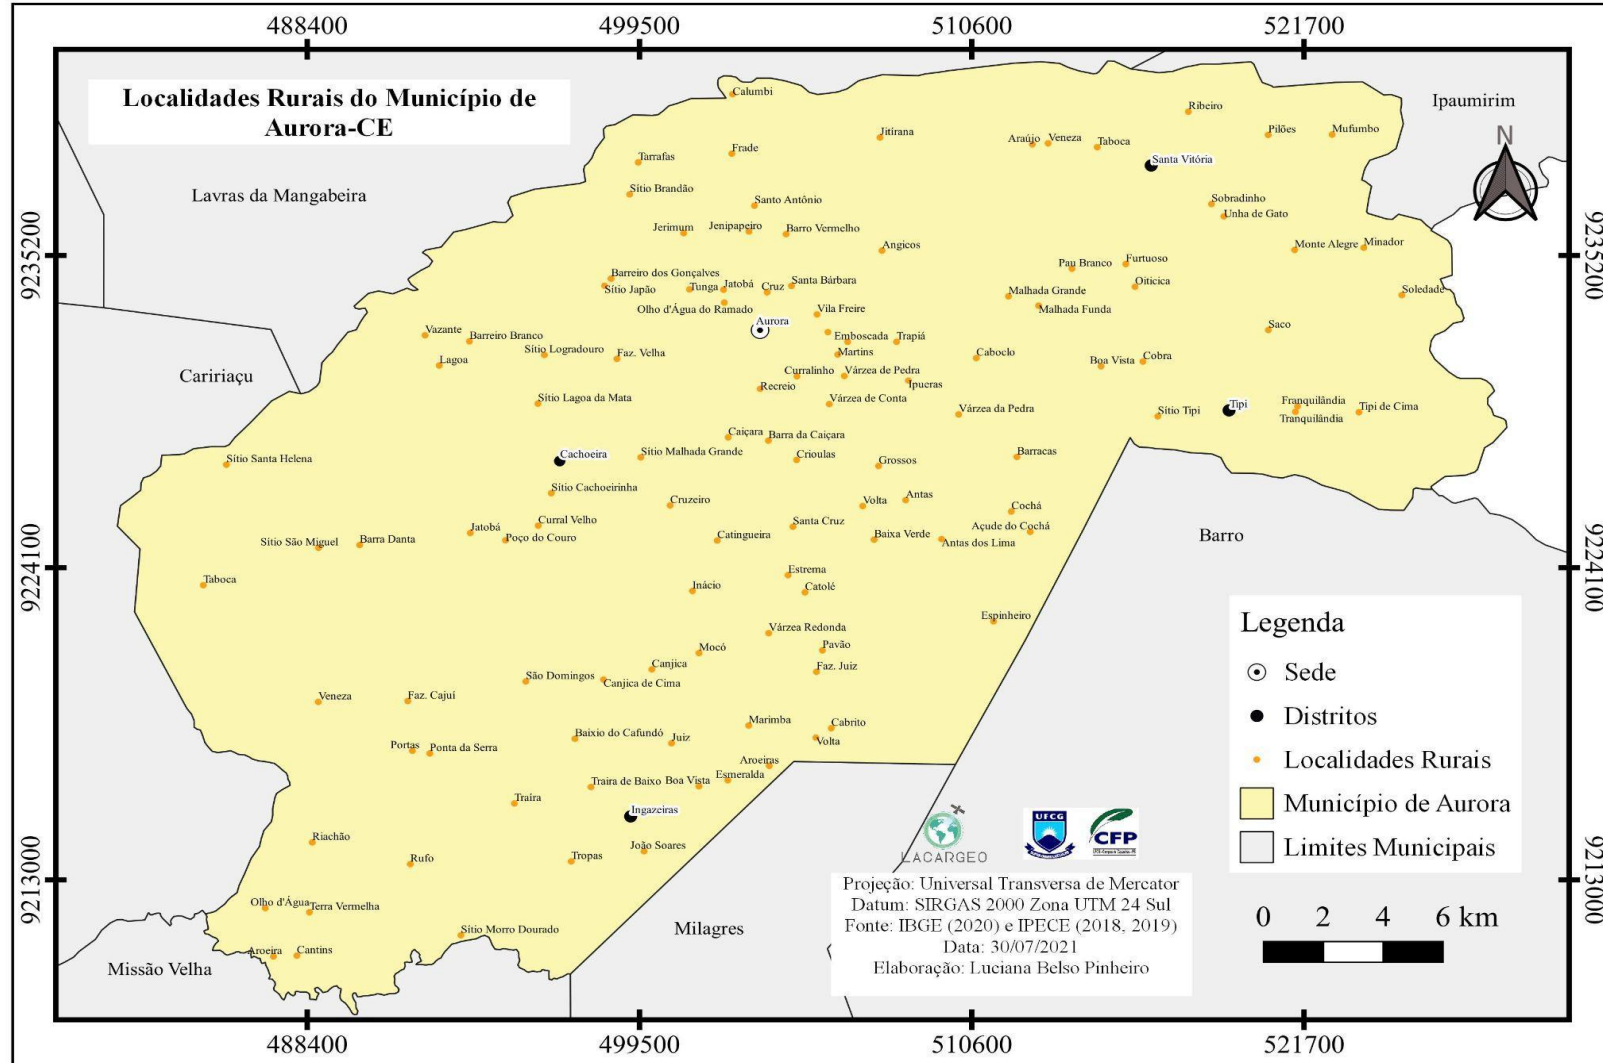 488400
499500
510600
521700
Localidades Rurais do Município de
Aurora-CE
Calumbi
Ipaumirim
Ribeiro
N
Jitirana
Pilões
Mufumbo
Araújo
Veneza
Taboca
Frade
Tarrafas
Santa Vitória
Sítio Brandão
Lavras da Mangabeira
Santo Antônio
Sobradinho
Unha de Gato
Jerimum
Jenipapeiro
Barro Vermelho
Angicos
Monte Alegre
Minador
9235200
9235200
Furtuoso
Pau Branco
Barreiro dos Gonçalves
Sítio Japão
Tunga
Jatobá
Cruz
Santa Bárbara
Oiticica
Malhada Grande
Soledade
Olho d'Água do Ramado
Vila Freire
Malhada Funda
Aurora
Saco
Vazante
Barreiro Branco
Emboscada
Trapiá
Sítio Logradouro
Faz. Velha
Martins
Caboclo
Boa Vista
Cobra
Lagoa
Caririaçu
Curralinho
Várzea de Pedra
Ipueras
Recreio
Sítio Lagoa da Mata
Várzea de Conta
Várzea da Pedra
Sítio Tipi
Tipi
Franquilândia
Tranquilândia
Tipi de Cima
Caiçara
Barra da Caiçara
Cachoeira
Sítio Malhada Grande
Crioulas
Grossos
Barracas
Sítio Santa Helena
Sítio Cachoeirinha
Cruzeiro
Volta
Antas
Cochá
Jatobá
Curral Velho
Santa Cruz
Açude do Cochá
Poço do Couro
Catingueira
Baixa Verde
Antas dos Lima
Barro
Sítio São Miguel
Barra Danta
9224100
9224100
Taboca
Estrema
Inácio
Catolé
Espinheiro
Várzea Redonda
Legenda
Mocó
Pavão
Canjica
Faz. Juiz
Sede
São Domingos
Canjica de Cima
Veneza
Faz. Cajuí
Distritos
Marimba
Cabrito
Baixio do Cafundó
Juiz
Volta
Portas
Ponta da Serra
Aroeiras
Localidades Rurais
Traira de Baixo
Boa Vista
Esmeralda
Traíra
Ingazeiras
Município de Aurora
UFCG
CFP
Riachão
João Soares
LACARGEO
Limites Municipais
Rufo
Tropas
9213000
9213000
Projeção: Universal Transversa de Mercator
Datum: SIRGAS 2000 Zona UTM 24 Sul
Fonte: IBGE (2020) e IPECE (2018, 2019)
Data: 30/07/2021
Elaboração: Luciana Belso Pinheiro
Olho d'Água
Terra Vermelha
0 2 4 6 km
Sítio Morro Dourado
Milagres
Aroeira
Cantins
Missão Velha
488400
499500
510600
521700